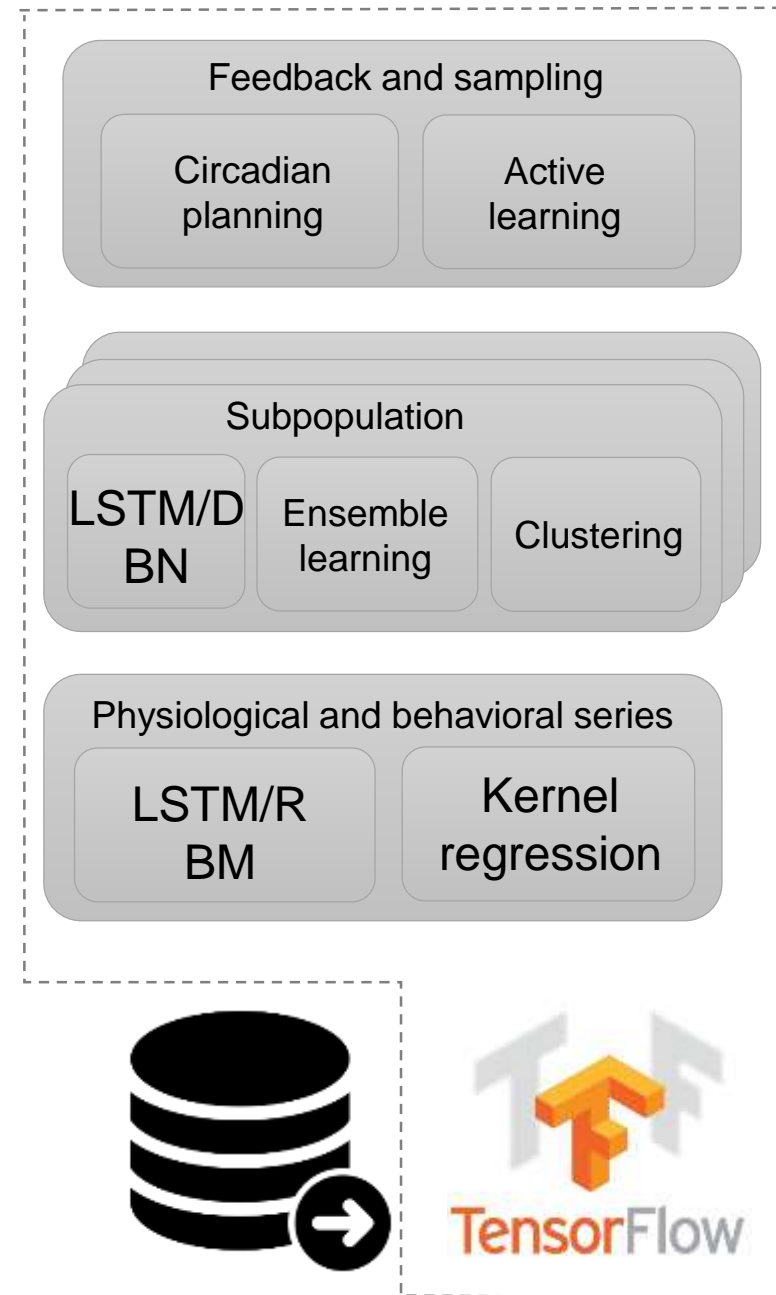 Feedback and sampling
Circadian
planning
Active
learning
Subpopulation
LSTM/D
BN
Ensemble
learning
Clustering
Physiological and behavioral series
LSTM/R
BM
Kernel
regression
TensorFlow